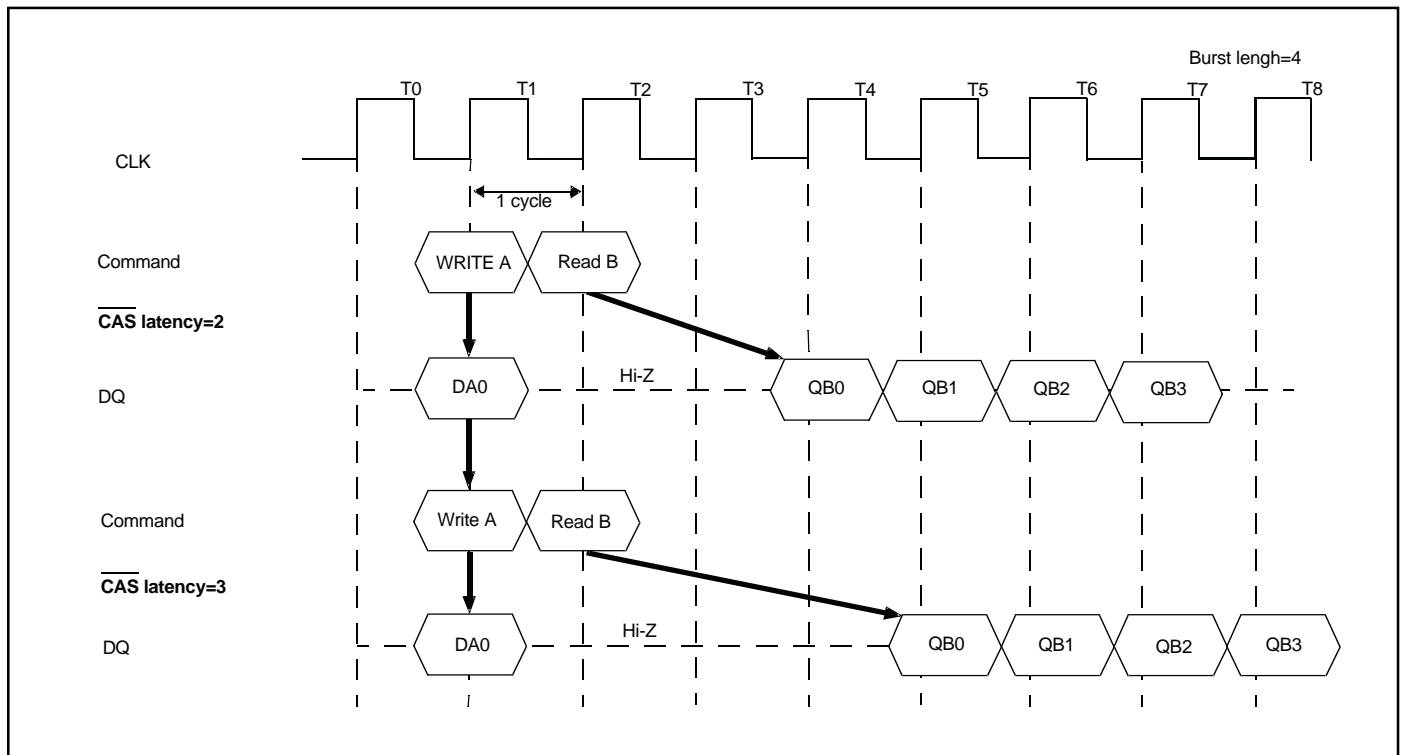 Burst lengh=4
T0 T1 T2 T3 T4 T5 T6 T7 T8
CLK
1 cycle
Command WRITE A Read B
CAS latency=2
DQ DA0 Hi-Z QB0 QB1 QB2 QB3
Command Write A Read B
CAS latency=3
DQ DA0 Hi-Z QB0 QB1 QB2 QB3